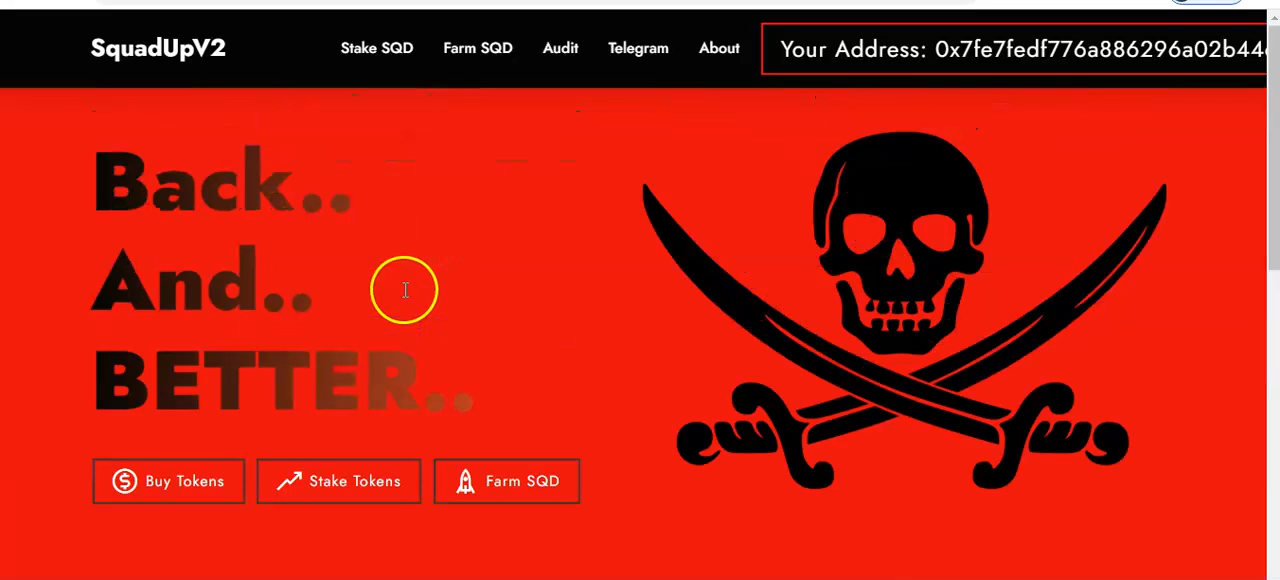 SquadUpV2
Stake SQD
Farm SQD
Audit
Telegram
About
Your Address: 0x7fe7fedf776a886296a02b44
Back..
And..
BETTER..
Buy Tokens
Stake Tokens
Farm SQD